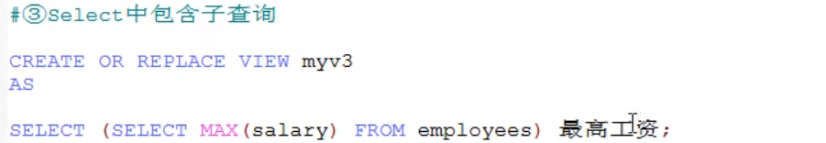 #③Select中包含子查询
CREATE OR REPLACE VIEW myv3
AS
SELECT (SELECT MAX(salary) FROM employees) 最高工资;